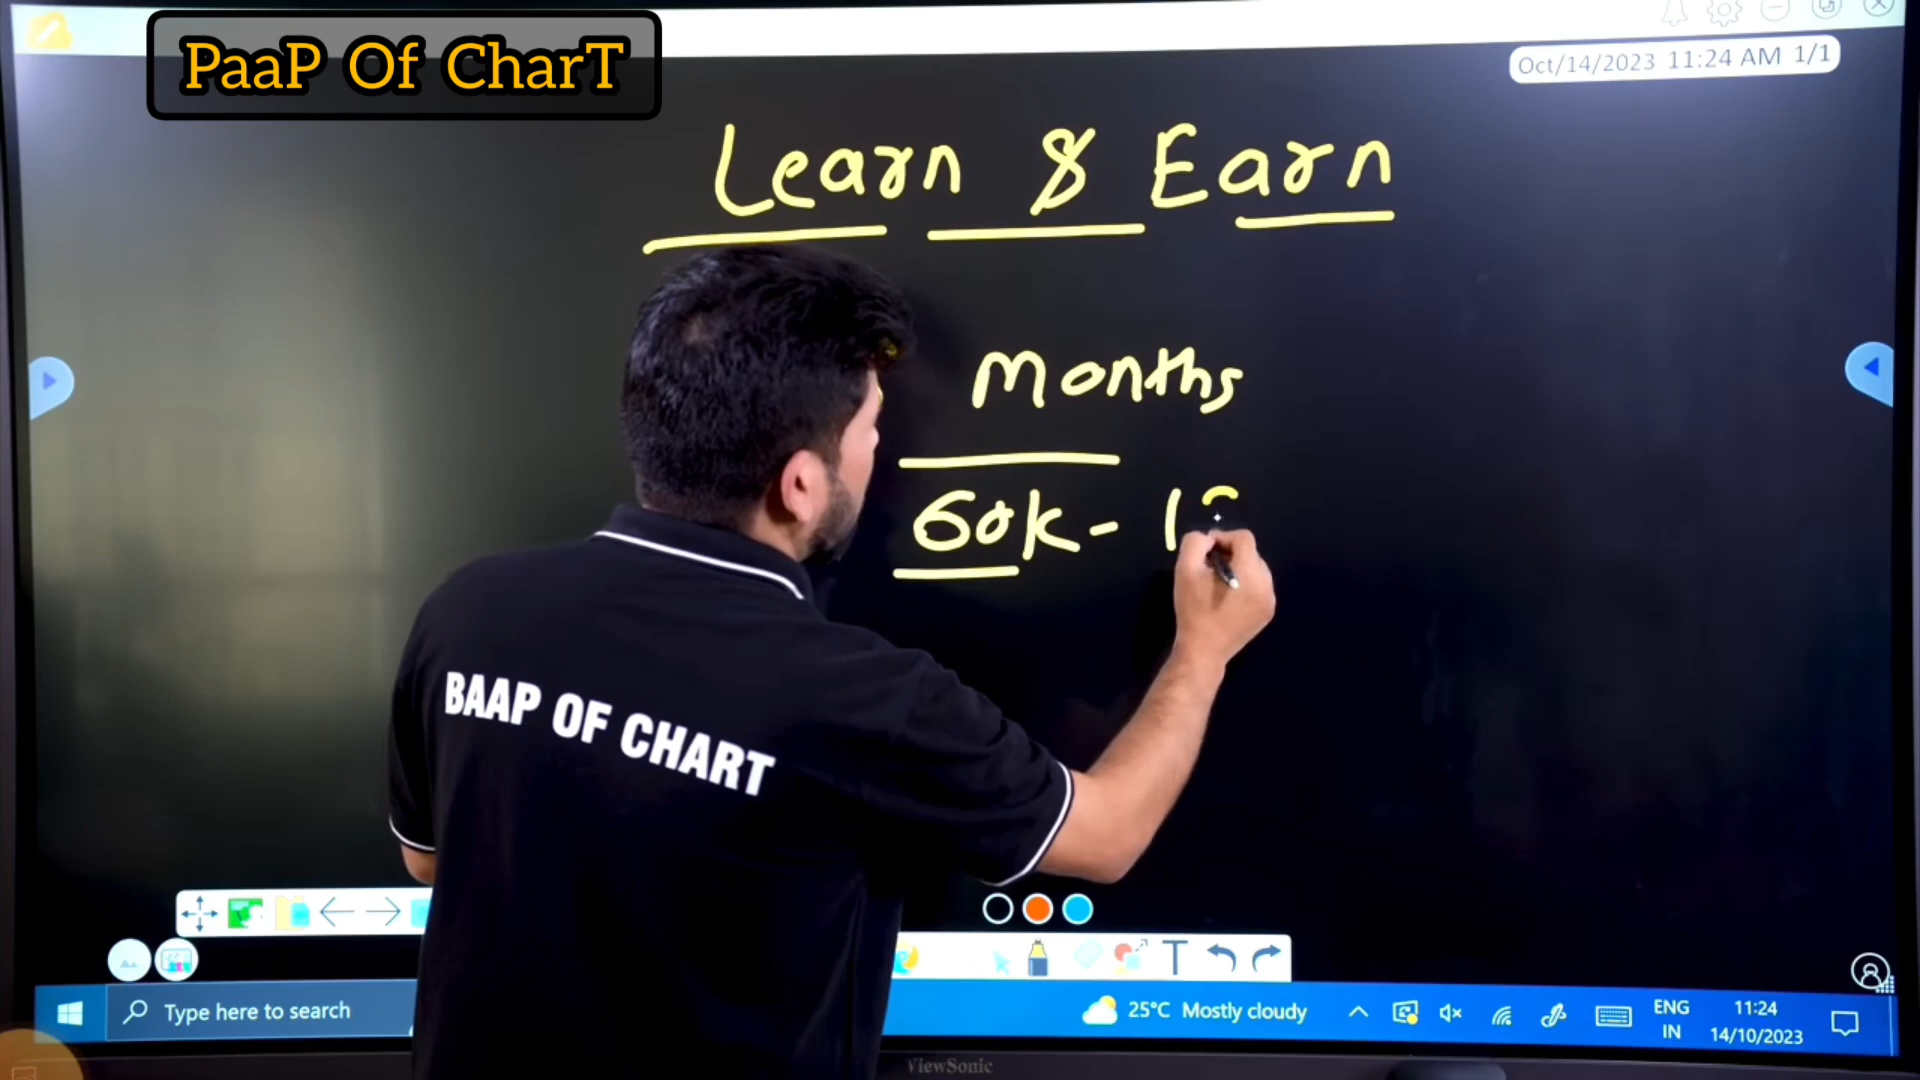 PaaP Of CharT
Oct/14/2023 11:24 AM 1/1
Learn & Earn
Months
60k -
BAAP OF CHART
T
Type here to search
25°C Mostly cloudy
ENG
IN
11:24
14/10/2023
ViewSonic